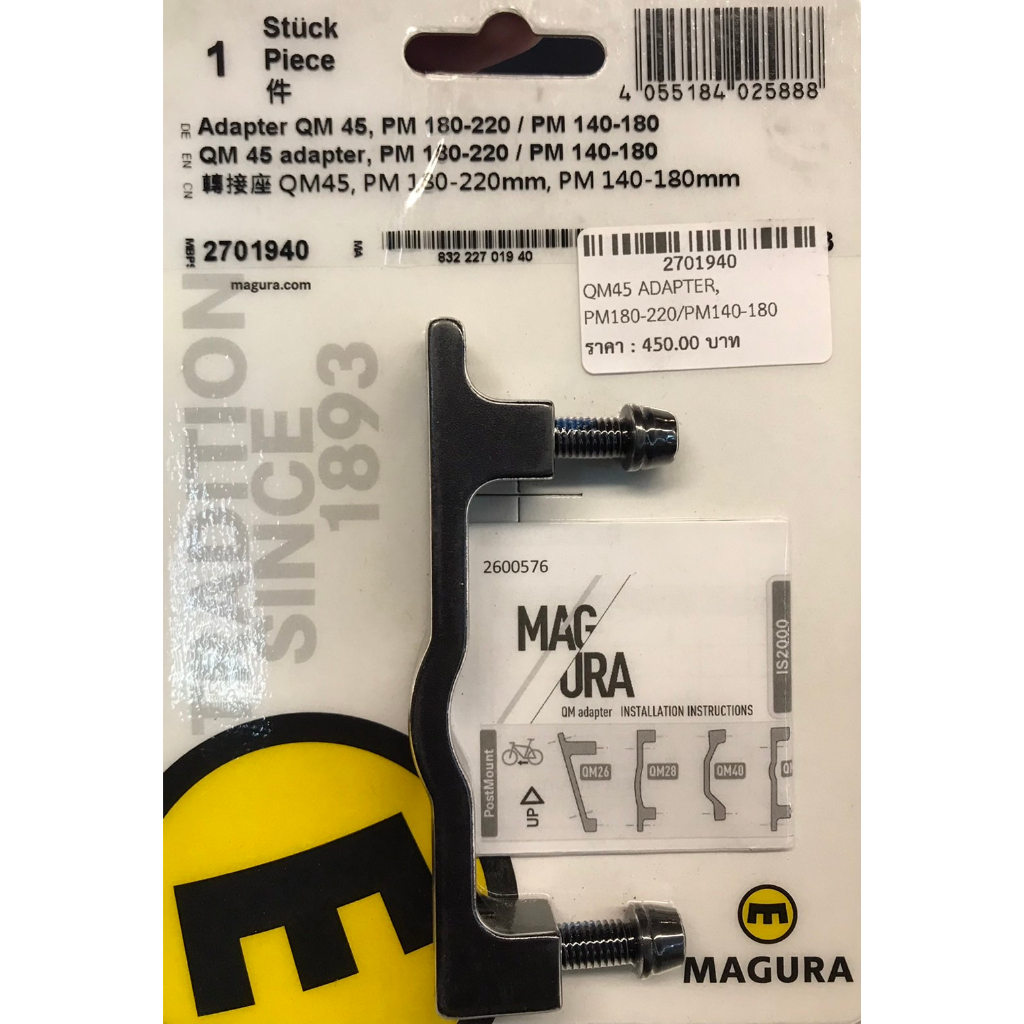 1
Stück
Piece
件
4 055184 025888
DE Adapter QM 45, PM 180-220 / PM 140-180
EN QM 45 adapter, PM 180-220 / PM 140-180
CN 轉接座 QM45, PM 180-220mm, PM 140-180mm
2701940
MA
832 227 019 40
magura.com
2701940
QM45 ADAPTER,
PM180-220/PM140-180
ราคา : 450.00 บาท
TRADITION
SINCE
1893
2600576
MAG
URA
QM adapter INSTALLATION INSTRUCTIONS
IS2000
PostMount
UP
QM26
QM28
QM40
MAGURA